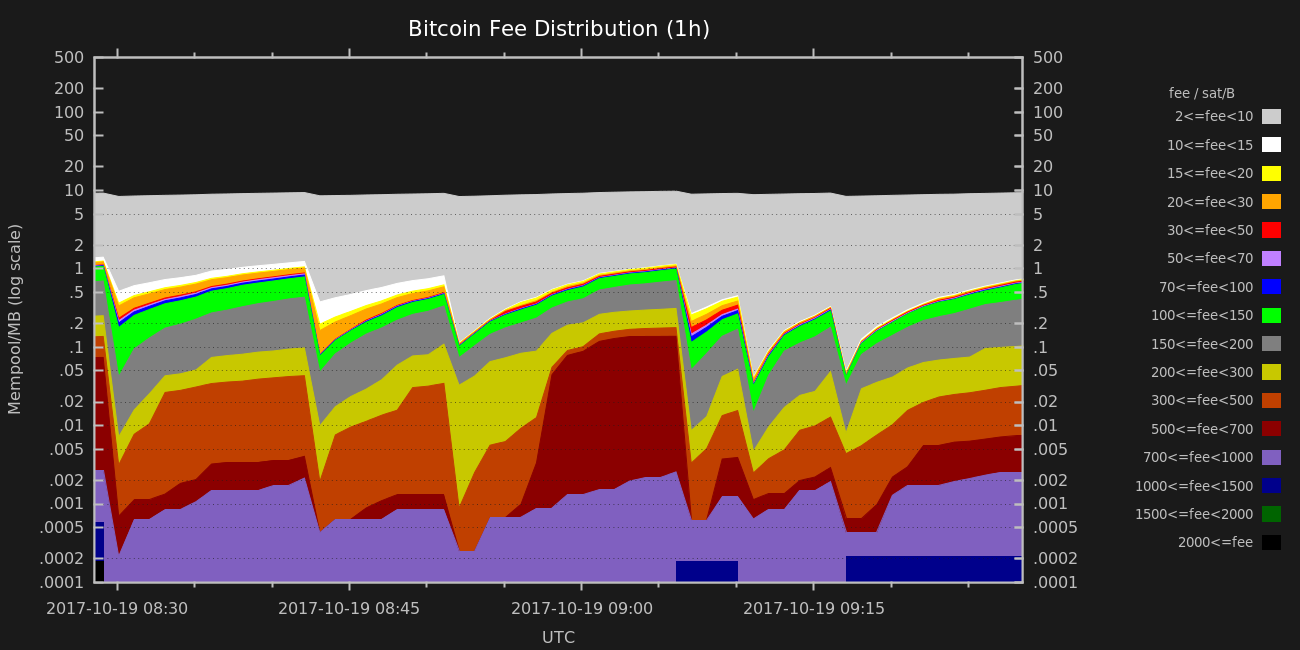 Bitcoin Fee Distribution (1h)
Mempool/MB (log scale)
500
200
100
50
20
10
5
2
1
.5
.2
.1
.05
.02
.01
.005
.002
.001
.0005
.0002
.0001
500
200
100
50
20
10
5
2
1
.5
.2
.1
.05
.02
.01
.005
.002
.001
.0005
.0002
.0001
2017-10-19 08:30
2017-10-19 08:45
2017-10-19 09:00
2017-10-19 09:15
UTC
fee / sat/B
2<=fee<10
10<=fee<15
15<=fee<20
20<=fee<30
30<=fee<50
50<=fee<70
70<=fee<100
100<=fee<150
150<=fee<200
200<=fee<300
300<=fee<500
500<=fee<700
700<=fee<1000
1000<=fee<1500
1500<=fee<2000
2000<=fee